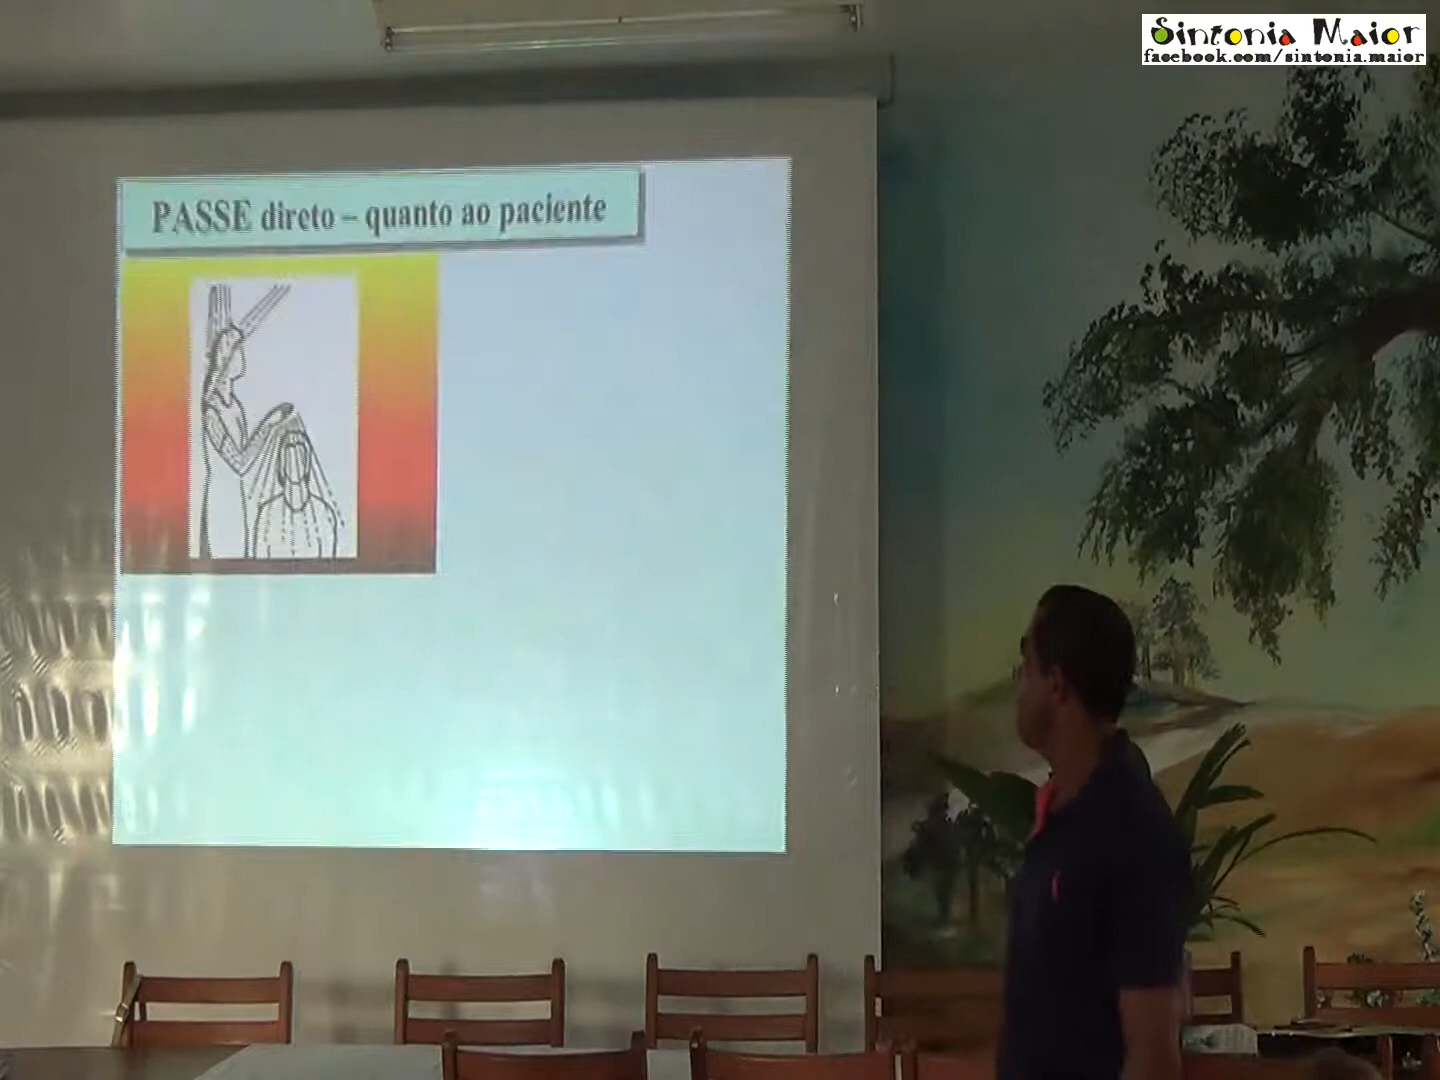 Sintonia Maior
facebook.com/sintonia.maior
PASSE direto – quanto ao paciente